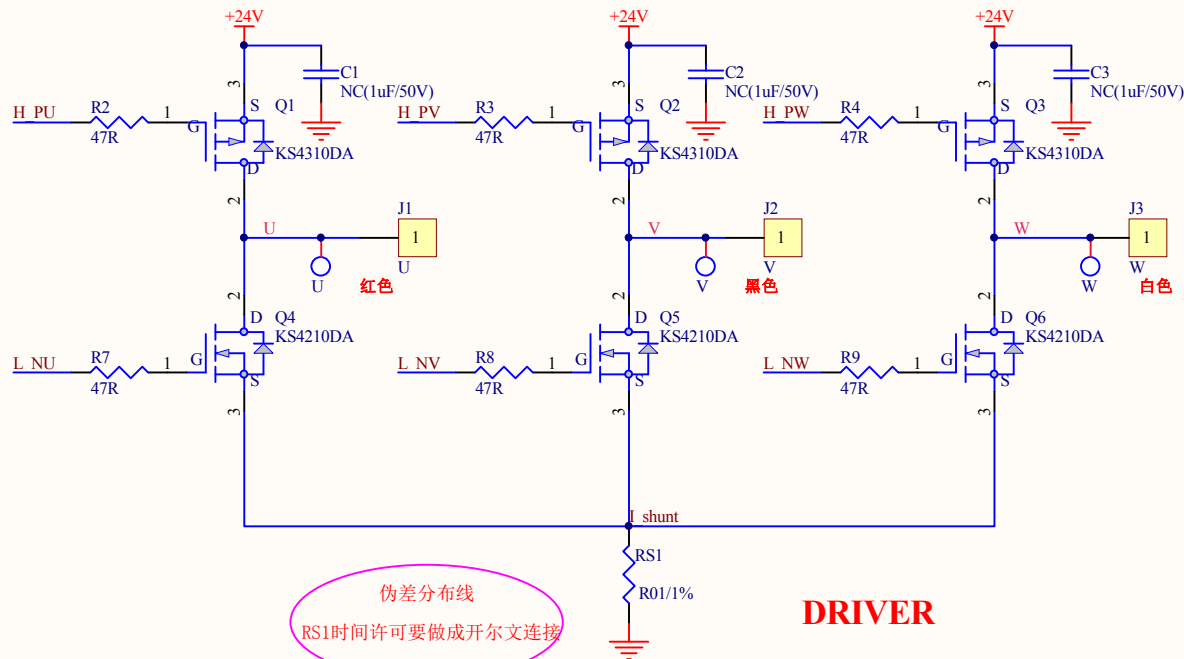 +24V
+24V
+24V
C1
NC(1uF/50V)
C2
NC(1uF/50V)
C3
NC(1uF/50V)
3
3
3
S
Q1
S
Q2
S
Q3
H_PU
R2
47R
1
G
H_PV
R3
47R
1
G
H_PW
R4
47R
1
G
KS4310DA
KS4310DA
KS4310DA
D
D
D
2
2
2
U
J1
1
U
U
红色
V
J2
1
V
V
黑色
W
J3
1
W
W
白色
2
2
2
D
Q4
KS4210DA
D
Q5
KS4210DA
D
Q6
KS4210DA
L_NU
R7
47R
1
G
L_NV
R8
47R
1
G
L_NW
R9
47R
1
G
S
S
S
3
3
3
I_shunt
RS1
R01/1%
伪差分布线
RS1时间许可要做成开尔文连接
DRIVER